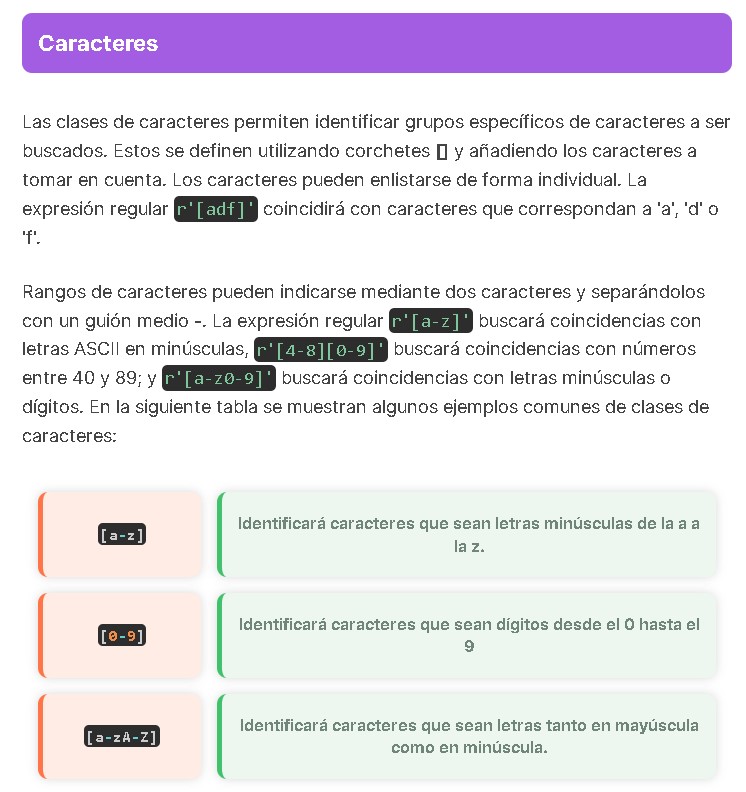 Caracteres
Las clases de caracteres permiten identificar grupos específicos de caracteres a ser
buscados. Estos se definen utilizando corchetes [] y añadiendo los caracteres a
tomar en cuenta. Los caracteres pueden enlistarse de forma individual. La
expresión regular r'[adf]' coincidirá con caracteres que correspondan a 'a', 'd' o
'f'.
Rangos de caracteres pueden indicarse mediante dos caracteres y separándolos
con un guión medio -. La expresión regular r'[a-z]' buscará coincidencias con
letras ASCII en minúsculas, r'[4-8][0-9]' buscará coincidencias con números
entre 40 y 89; y r'[a-z0-9]' buscará coincidencias con letras minúsculas o
dígitos. En la siguiente tabla se muestran algunos ejemplos comunes de clases de
caracteres:
[a-z]
Identificará caracteres que sean letras minúsculas de la a a
la z.
[0-9]
Identificará caracteres que sean dígitos desde el 0 hasta el
9
[a-zA-Z]
Identificará caracteres que sean letras tanto en mayúscula
como en minúscula.